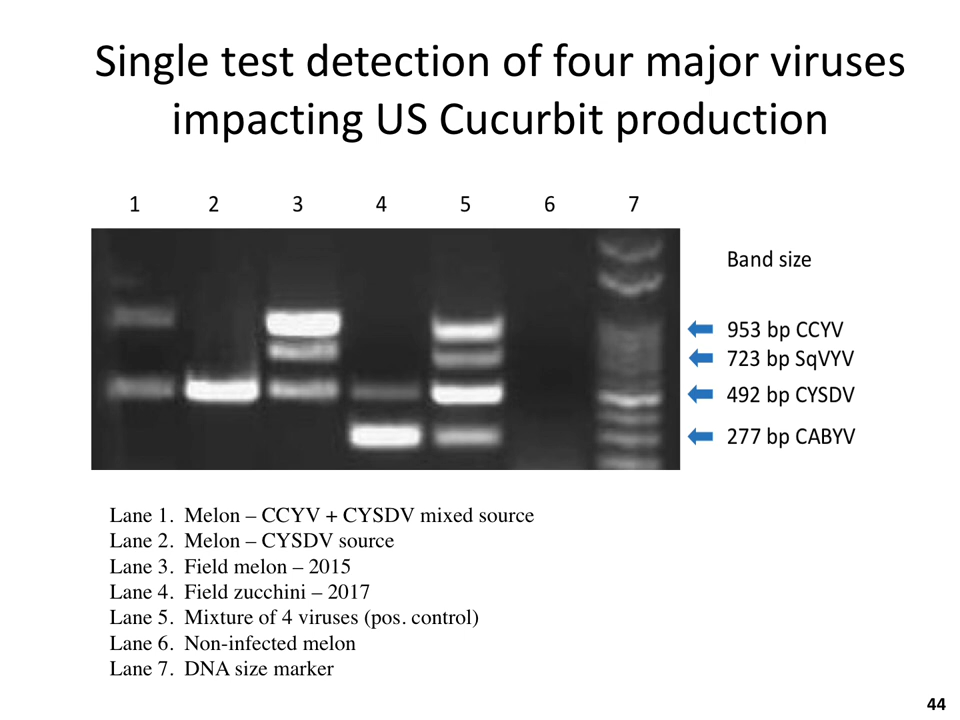 Single test detection of four major viruses
impacting US Cucurbit production
1 2 3 4 5 6 7
Band size
953 bp CCYV
723 bp SqVYV
492 bp CYSDV
277 bp CABYV
Lane 1. Melon – CCYV + CYSDV mixed source
Lane 2. Melon – CYSDV source
Lane 3. Field melon – 2015
Lane 4. Field zucchini – 2017
Lane 5. Mixture of 4 viruses (pos. control)
Lane 6. Non-infected melon
Lane 7. DNA size marker
44